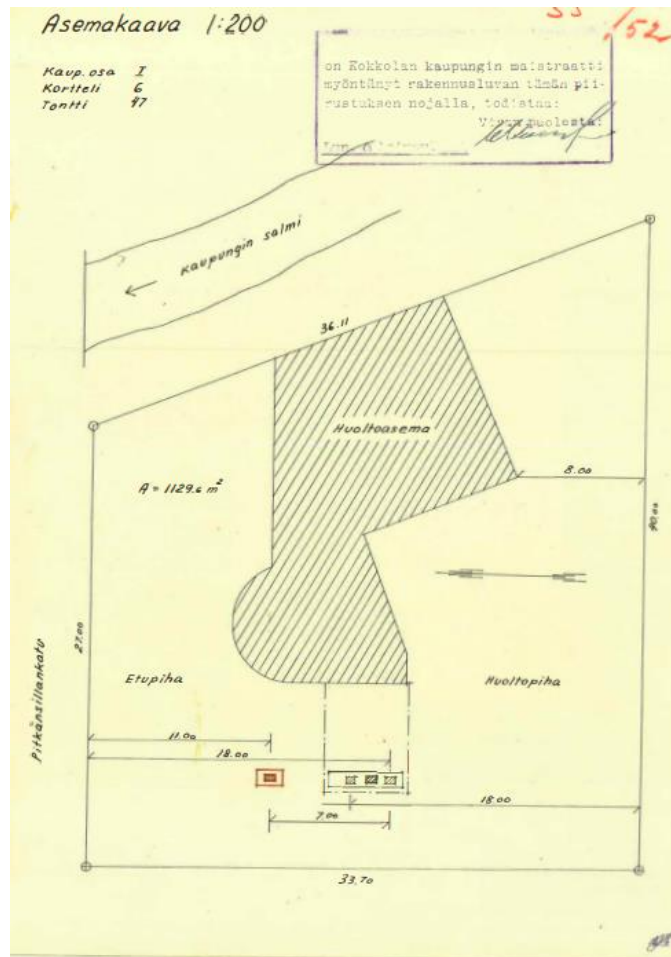 Asemakaava 1:200
/52
Kaup. osa I
Kortteli 6
Tontti 47
on Kokkolan kaupungin maistraatti
myöntänyt rakennusluvan tämän pii-
rustuksen nojalla, todistaa:
puolesta:
Kaupungin salmi
36.11
Huoltoasema
8.00
A = 1129.6 m²
27.00
Pitkänsillankatu
Etupiha
Huoltopiha
11.00
18.00
18.00
7.00
33.70